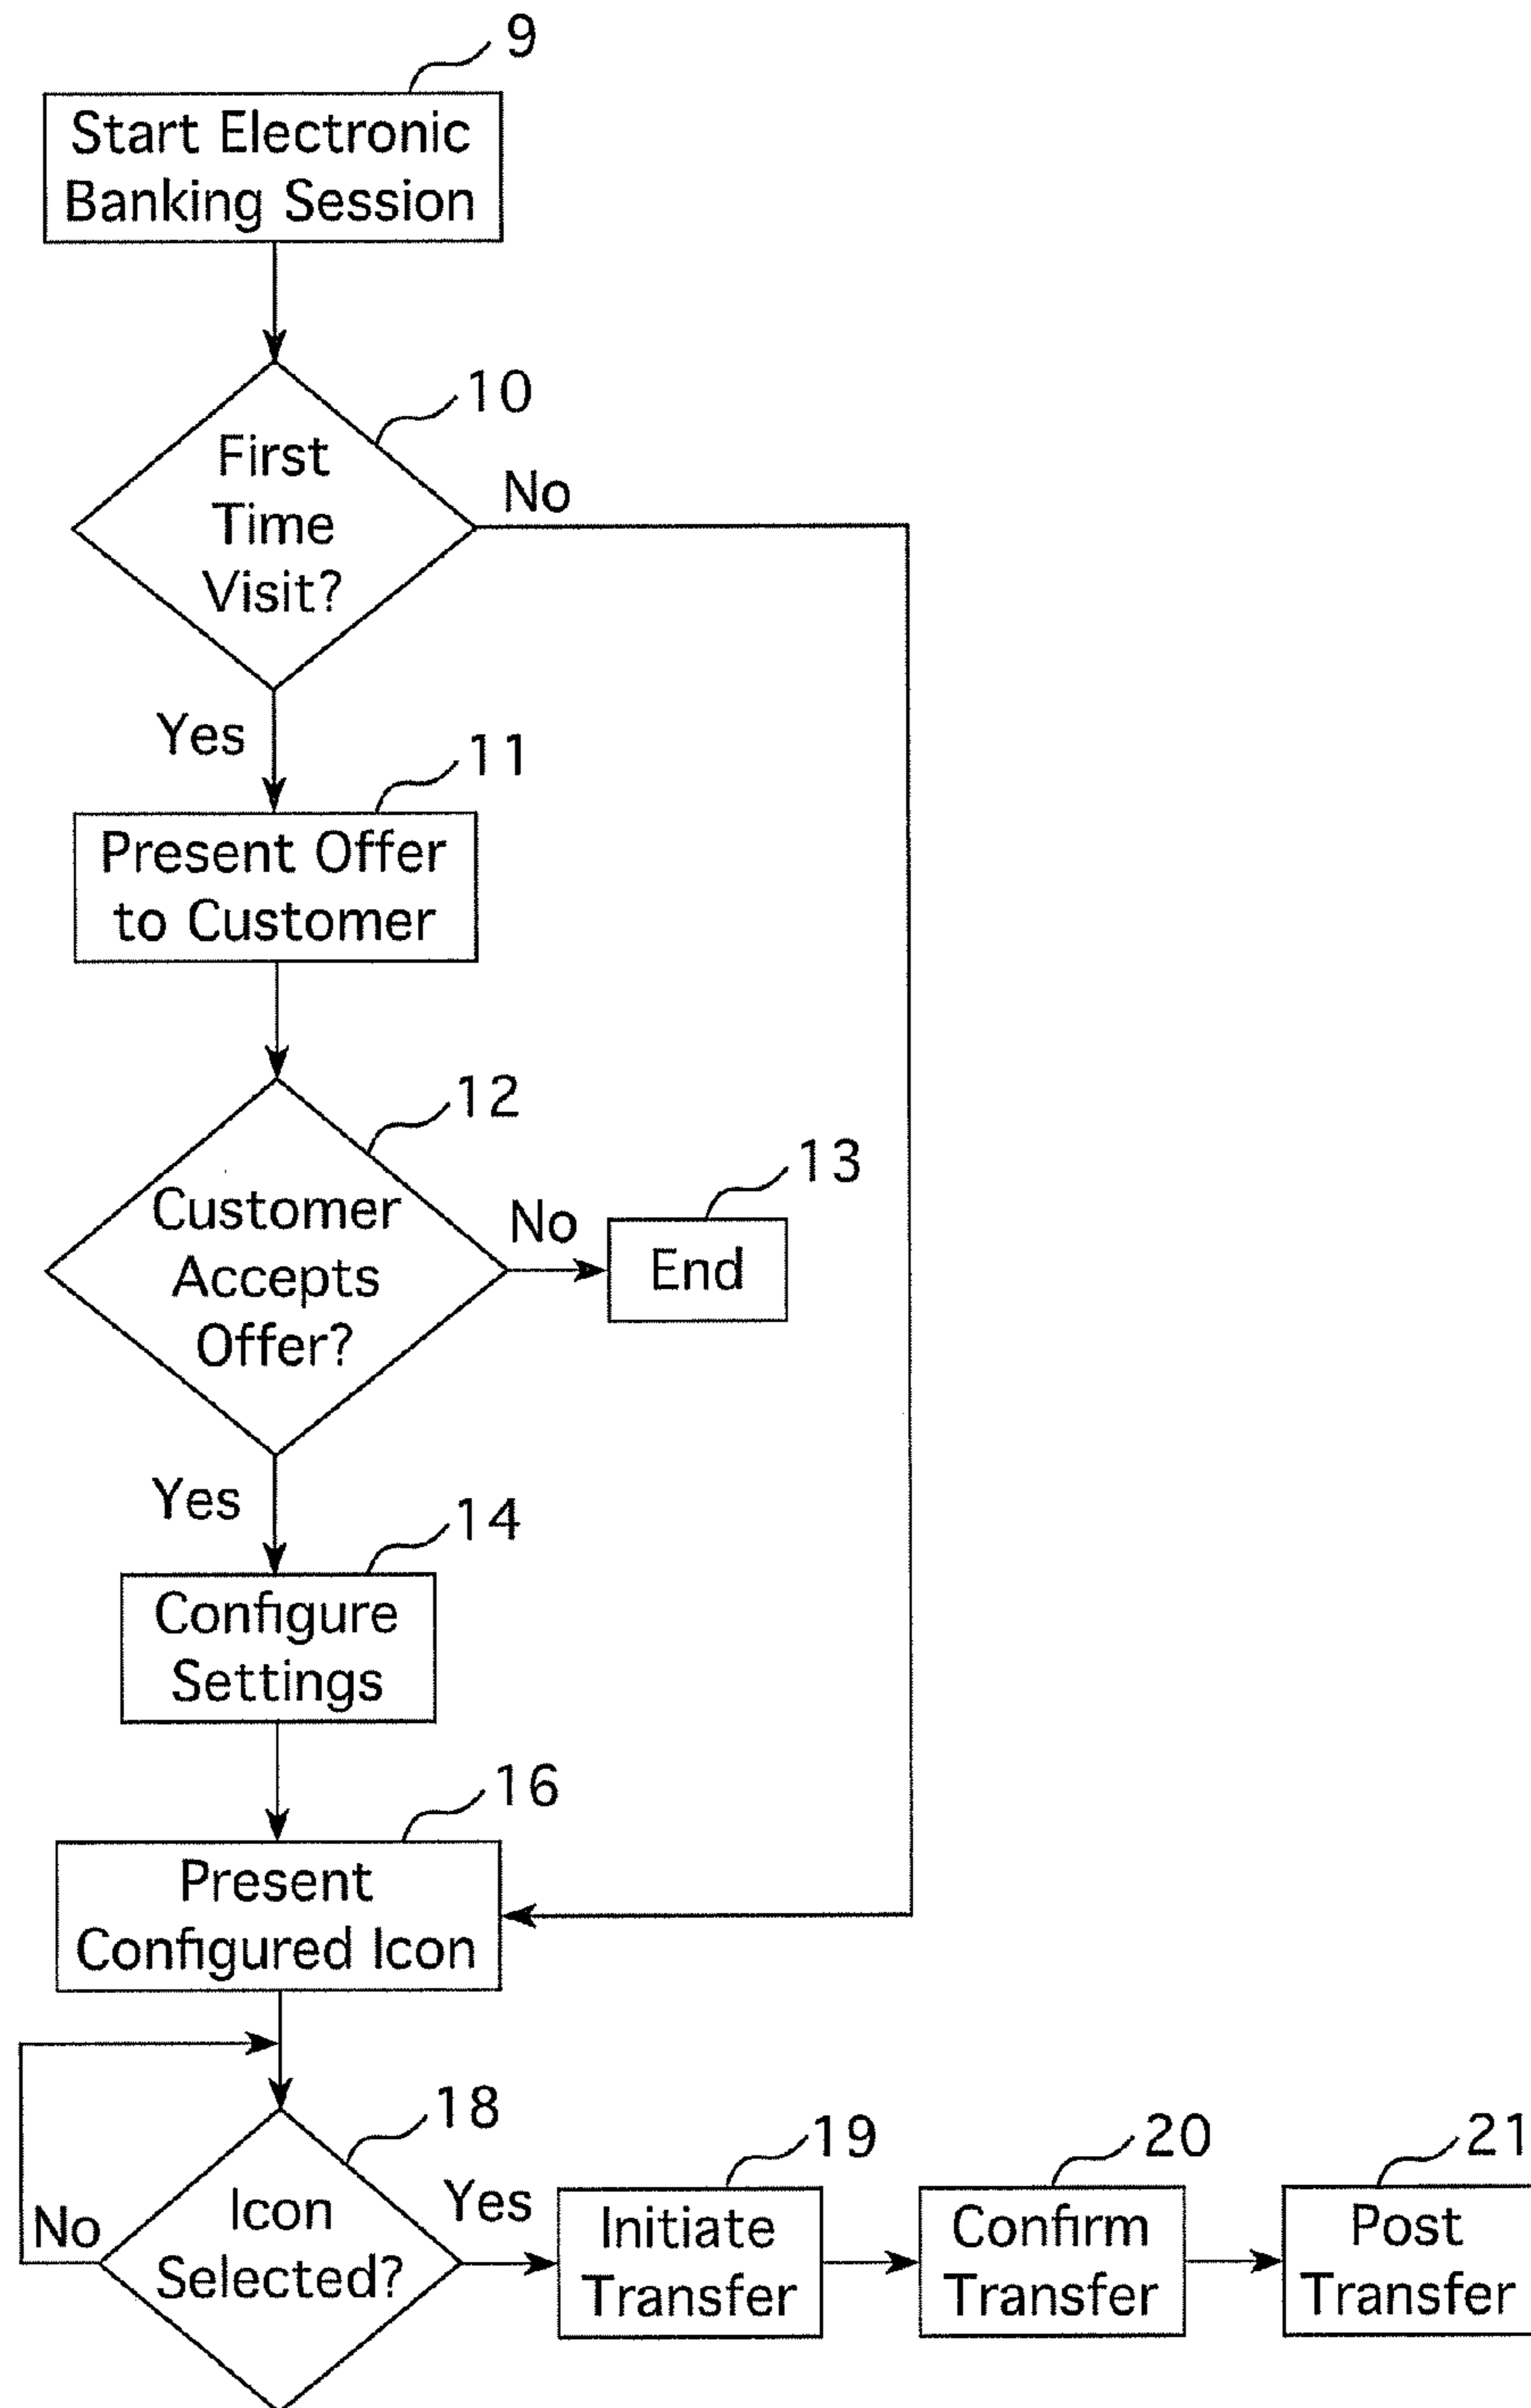 9
Start Electronic
Banking Session
10
First
Time
Visit?
No
Yes
11
Present Offer
to Customer
12
Customer
Accepts
Offer?
No
13
End
Yes
14
Configure
Settings
16
Present
Configured Icon
18
Icon
Selected?
No
Yes
19
Initiate
Transfer
20
Confirm
Transfer
21
Post
Transfer